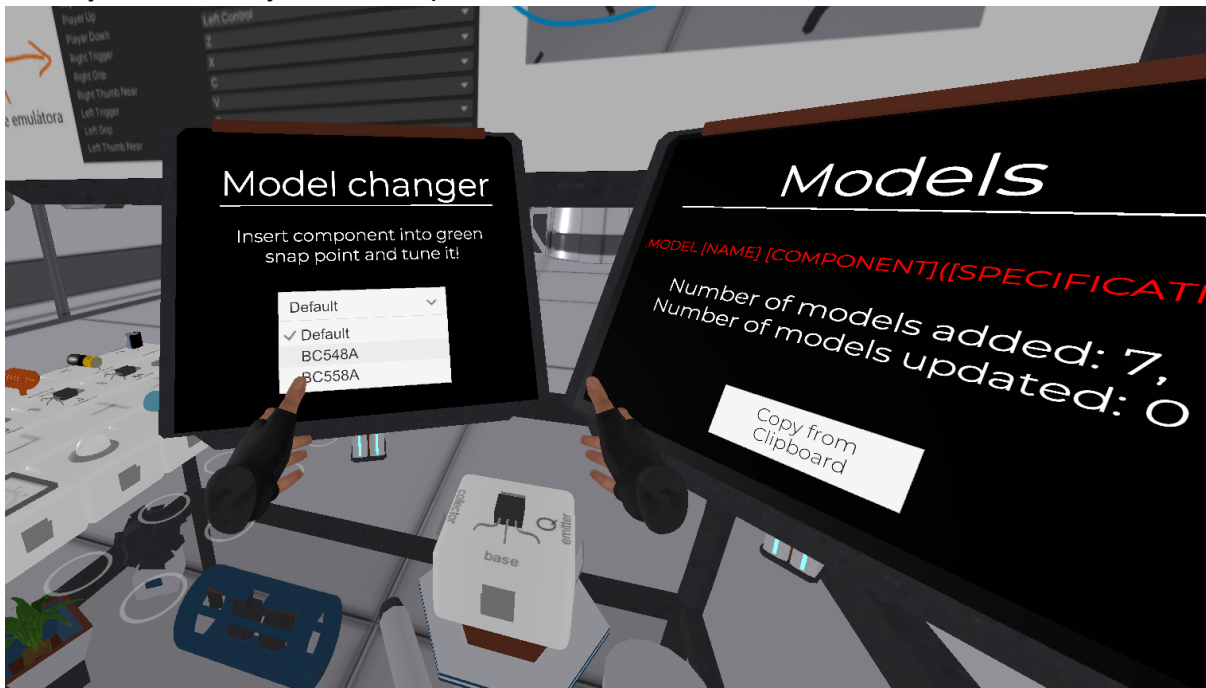 Player Up
Left Control
Player Down
Z
Right Trigger
X
Right Grip
C
Right Thumb Near
V
Left Trigger
Left Grip
Left Thumb Near
e emulátora
Model changer
Insert component into green
snap point and tune it!
Default
Default
BC548A
BC558A
Models
.MODEL [NAME] [COMPONENT]([SPECIFICATI
Number of models added: 7,
Number of models updated: 0
Copy from
Clipboard
collector
Q
emitter
base